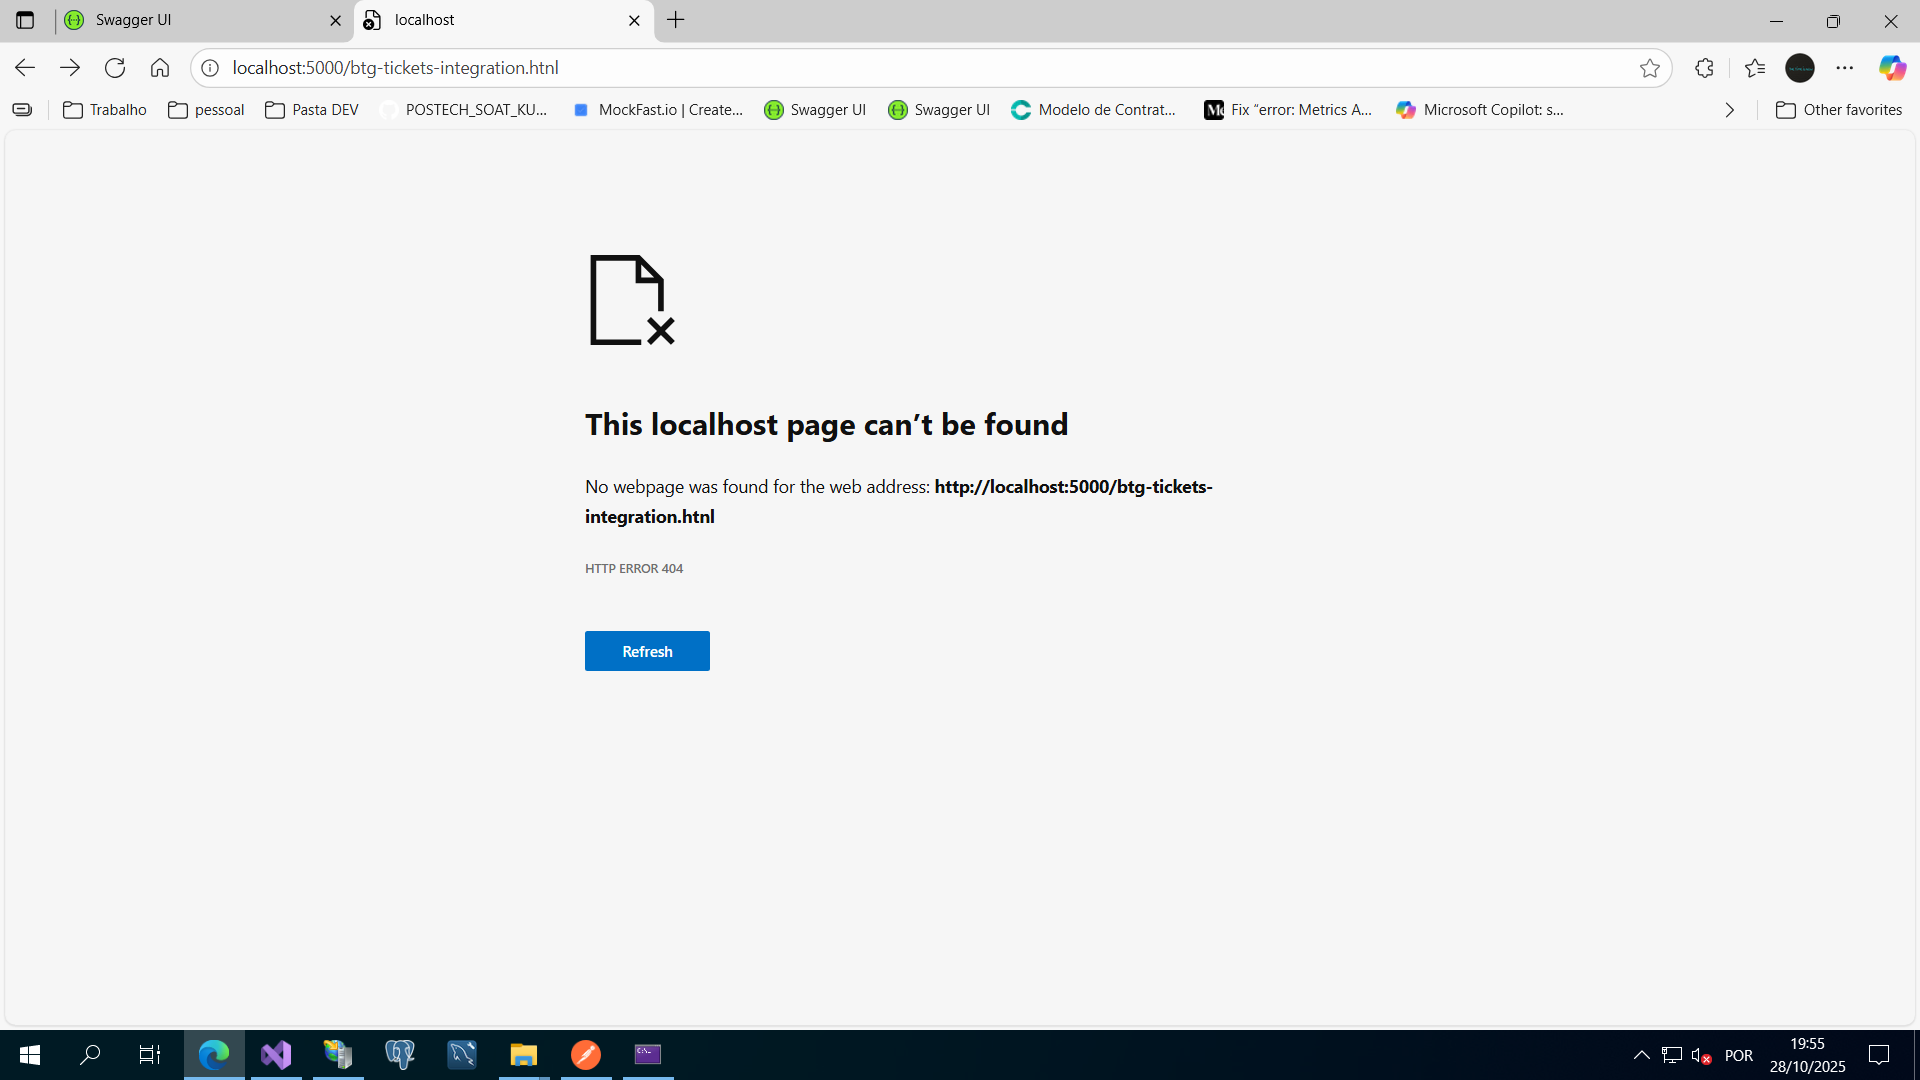 Swagger UI
localhost
localhost:5000/btg-tickets-integration.htnl
Trabalho
pessoal
Pasta DEV
POSTECH_SOAT_KU...
MockFast.io | Create...
Swagger UI
Swagger UI
Modelo de Contrat...
Fix “error: Metrics A...
Microsoft Copilot: s...
Other favorites
This localhost page can’t be found
No webpage was found for the web address: http://localhost:5000/btg-tickets-
integration.htnl
HTTP ERROR 404
Refresh
POR
19:55
28/10/2025